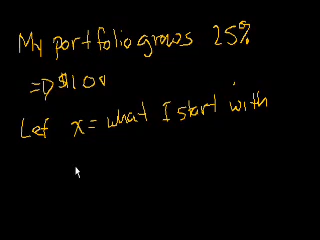 My portfolio grows 25%
⇒ $100
Let x = what I start with